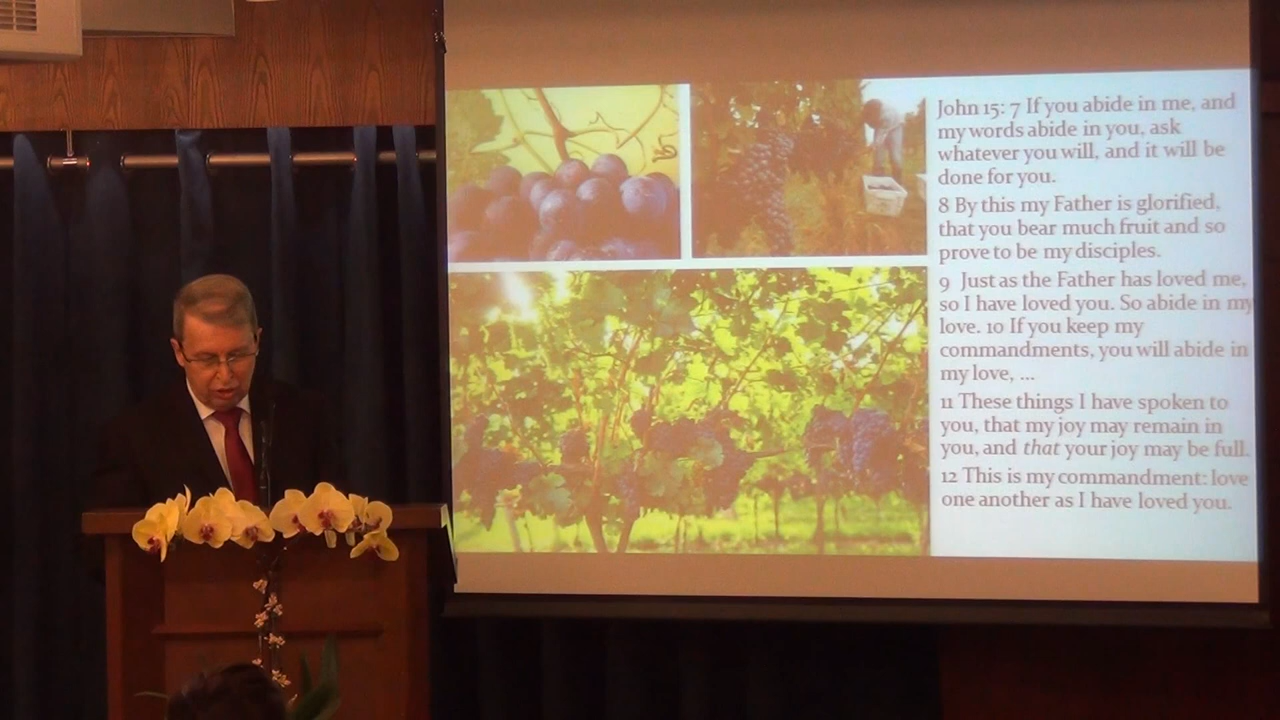 John 15: 7 If you abide in me, and
my words abide in you, ask
whatever you will, and it will be
done for you.
8 By this my Father is glorified,
that you bear much fruit and so
prove to be my disciples.
9 Just as the Father has loved me,
so I have loved you. So abide in my
love. 10 If you keep my
commandments, you will abide in
my love, ...
11 These things I have spoken to
you, that my joy may remain in
you, and that your joy may be full.
12 This is my commandment: love
one another as I have loved you.